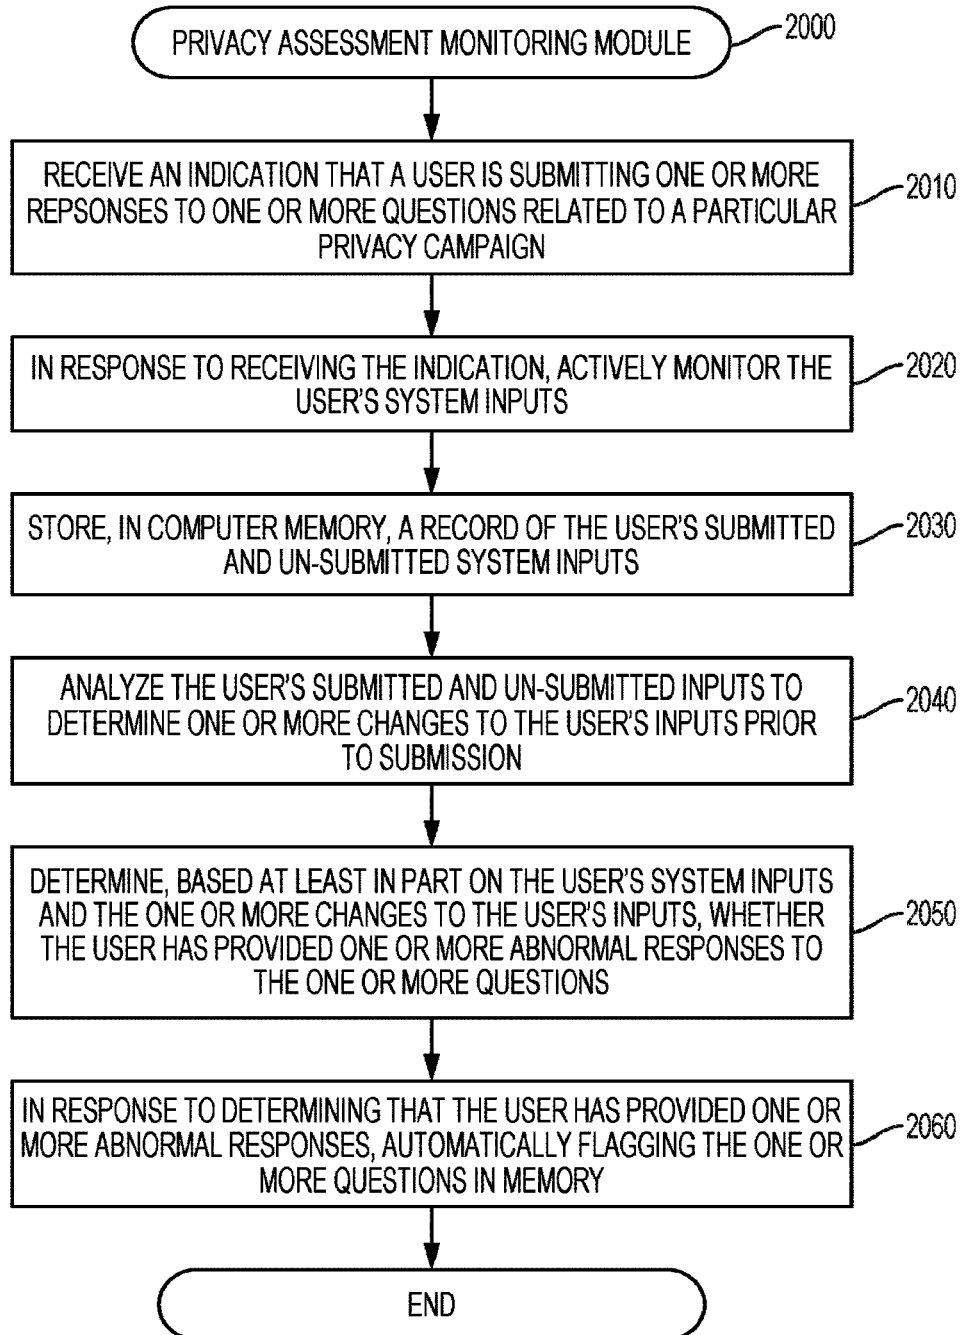 PRIVACY ASSESSMENT MONITORING MODULE
2000
RECEIVE AN INDICATION THAT A USER IS SUBMITTING ONE OR MORE
REPSONSES TO ONE OR MORE QUESTIONS RELATED TO A PARTICULAR
PRIVACY CAMPAIGN
2010
IN RESPONSE TO RECEIVING THE INDICATION, ACTIVELY MONITOR THE
USER'S SYSTEM INPUTS
2020
STORE, IN COMPUTER MEMORY, A RECORD OF THE USER'S SUBMITTED
AND UN-SUBMITTED SYSTEM INPUTS
2030
ANALYZE THE USER'S SUBMITTED AND UN-SUBMITTED INPUTS TO
DETERMINE ONE OR MORE CHANGES TO THE USER'S INPUTS PRIOR
TO SUBMISSION
2040
DETERMINE, BASED AT LEAST IN PART ON THE USER'S SYSTEM INPUTS
AND THE ONE OR MORE CHANGES TO THE USER'S INPUTS, WHETHER
THE USER HAS PROVIDED ONE OR MORE ABNORMAL RESPONSES TO
THE ONE OR MORE QUESTIONS
2050
IN RESPONSE TO DETERMINING THAT THE USER HAS PROVIDED ONE OR
MORE ABNORMAL RESPONSES, AUTOMATICALLY FLAGGING THE ONE OR
MORE QUESTIONS IN MEMORY
2060
END